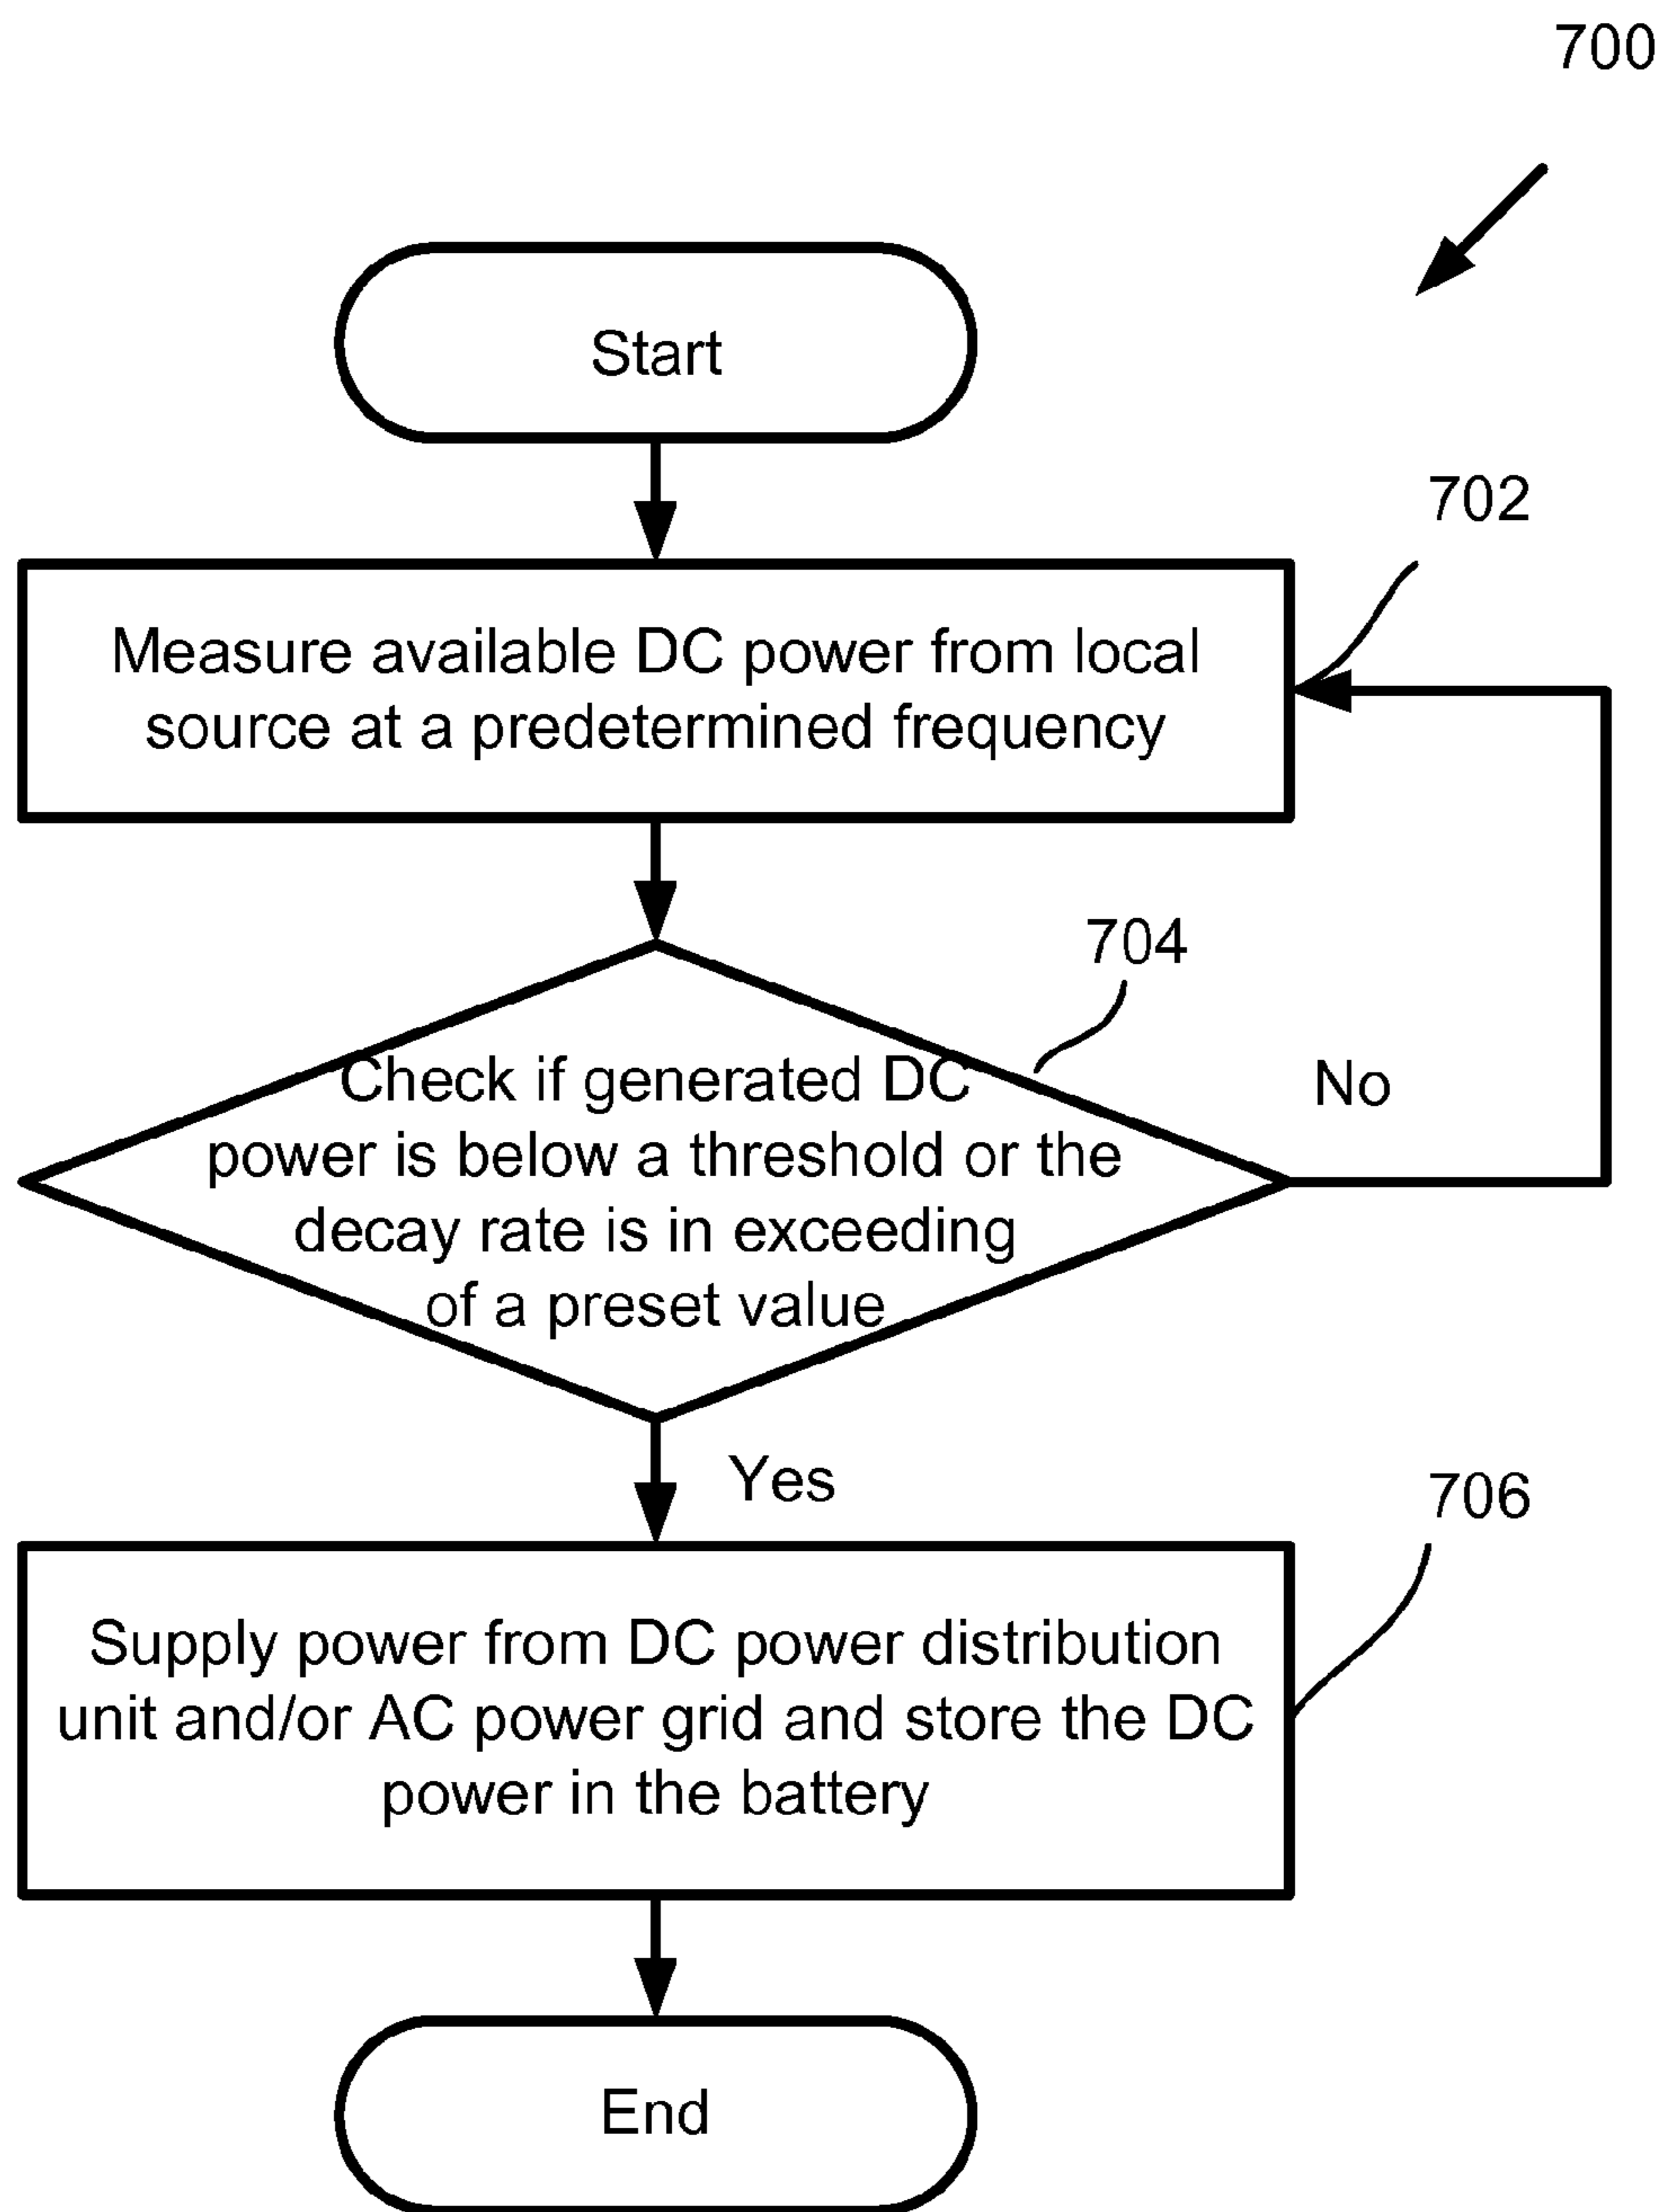 700
Start
702
Measure available DC power from local
source at a predetermined frequency
704
Check if generated DC
power is below a threshold or the
decay rate is in exceeding
of a preset value
No
Yes
706
Supply power from DC power distribution
unit and/or AC power grid and store the DC
power in the battery
End